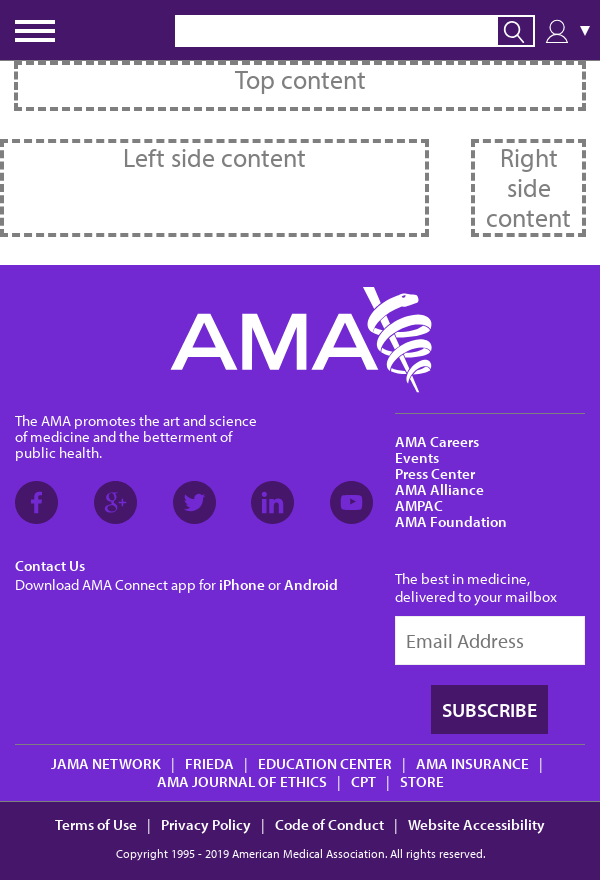 Top content
Left side content
Right
side
content
AMA
The AMA promotes the art and science
of medicine and the betterment of
public health.
AMA Careers
Events
Press Center
AMA Alliance
AMPAC
AMA Foundation
Contact Us
Download AMA Connect app for iPhone or Android
The best in medicine,
delivered to your mailbox
Email Address
SUBSCRIBE
JAMA NETWORK | FRIEDA | EDUCATION CENTER | AMA INSURANCE |
AMA JOURNAL OF ETHICS | CPT | STORE
Terms of Use | Privacy Policy | Code of Conduct | Website Accessibility
Copyright 1995 - 2019 American Medical Association. All rights reserved.